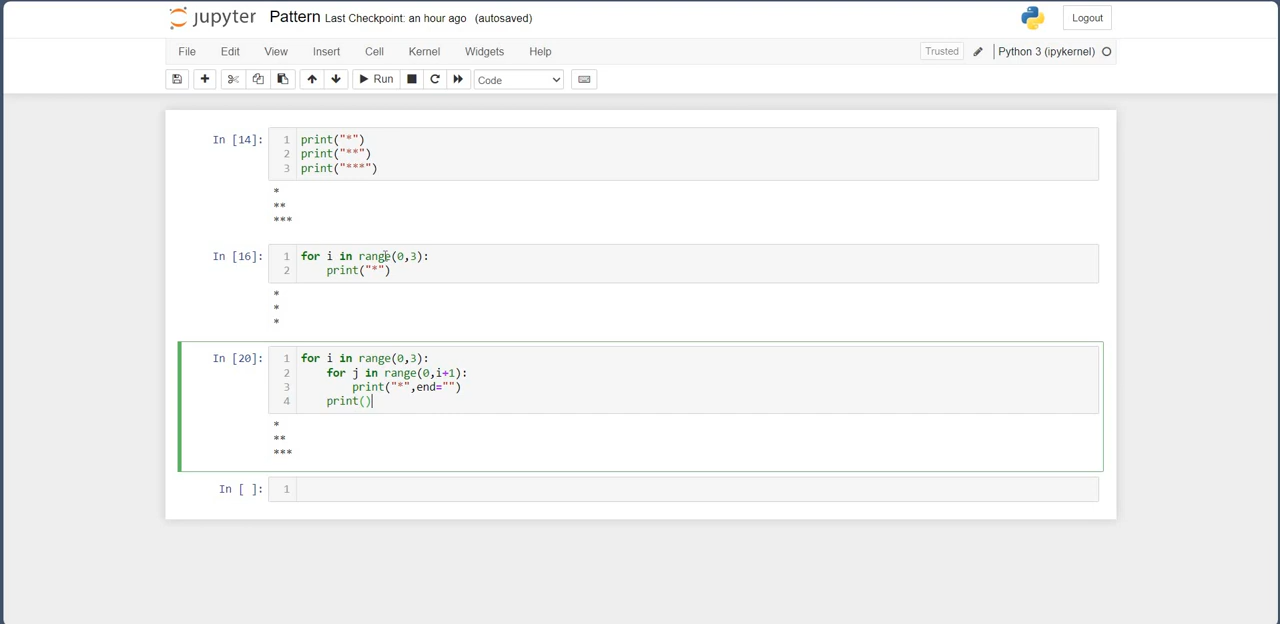 jupyter Pattern Last Checkpoint: an hour ago (autosaved) Logout
File Edit View Insert Cell Kernel Widgets Help Trusted Python 3 (ipykernel)
Run Code
In [14]: 1 print("*")
2 print("**")
3 print("***")
*
**
***
In [16]: 1 for i in range(0,3):
2     print("*")
*
*
*
In [20]: 1 for i in range(0,3):
2     for j in range(0,i+1):
3         print("*",end="")
4     print()
*
**
***
In [ ]: 1